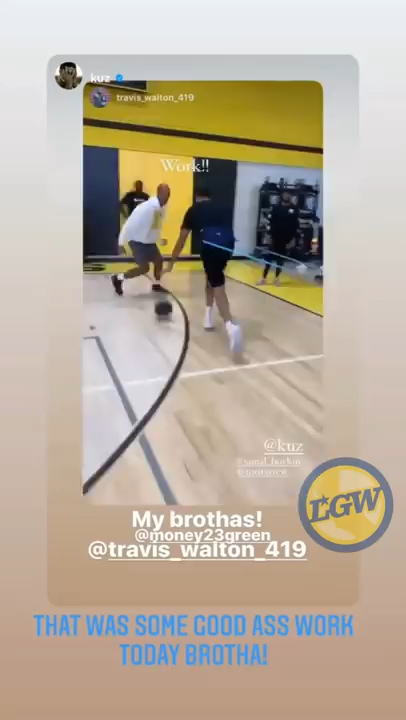 kuz
travis_walton_419
Work!!
@kuz
My brothas!
@money23green
@travis_walton_419
LGW
THAT WAS SOME GOOD ASS WORK
TODAY BROTHA!